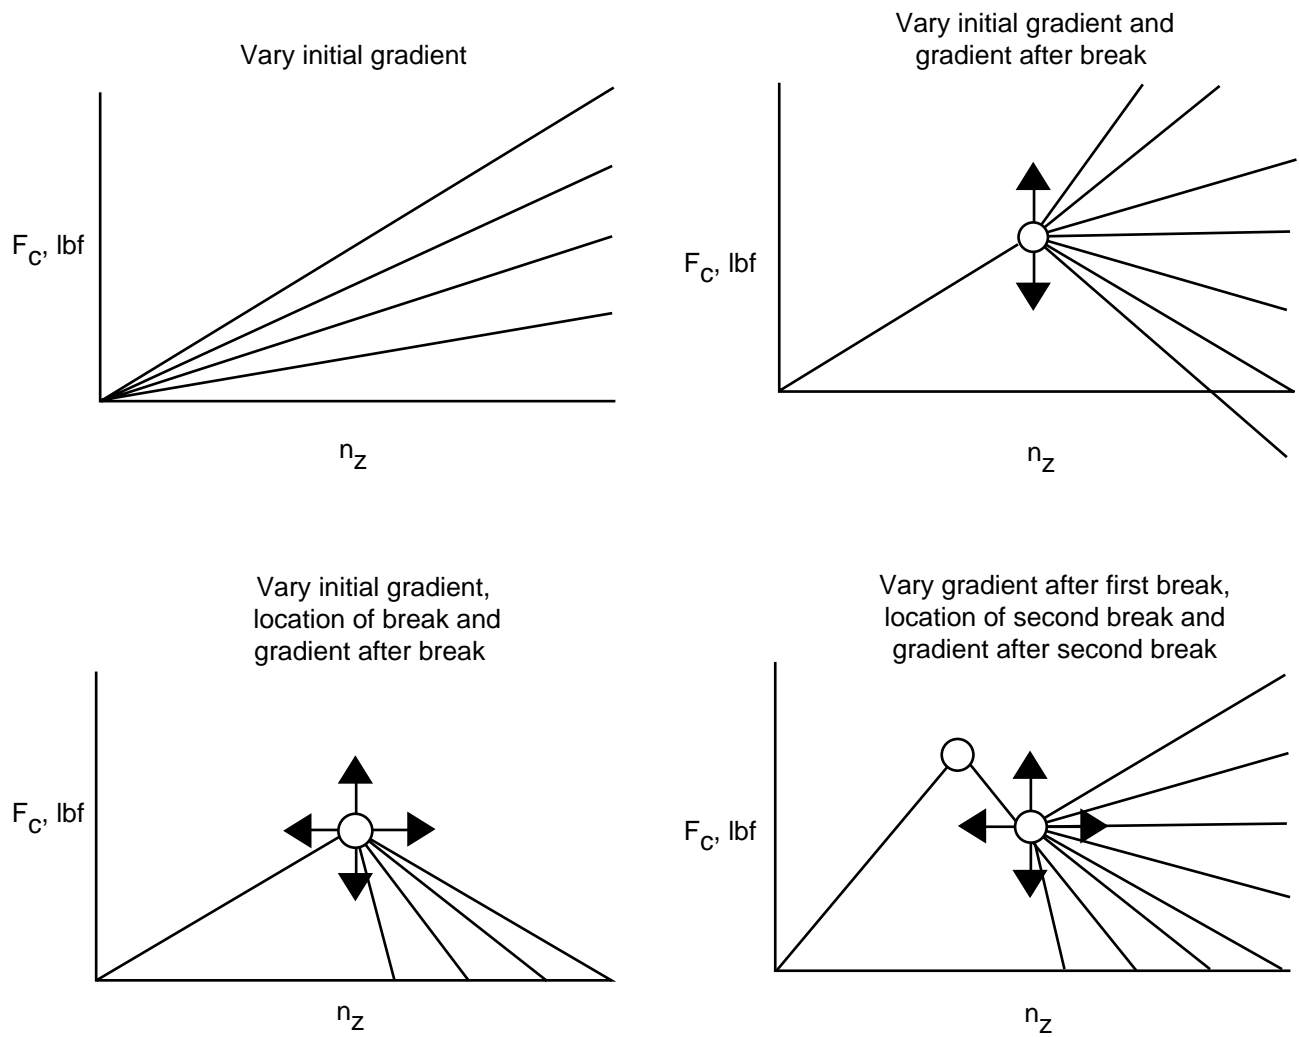 Vary initial gradient
F_c, lbf
n_z
Vary initial gradient and
gradient after break
F_c, lbf
n_z
Vary initial gradient,
location of break and
gradient after break
F_c, lbf
n_z
Vary gradient after first break,
location of second break and
gradient after second break
F_c, lbf
n_z